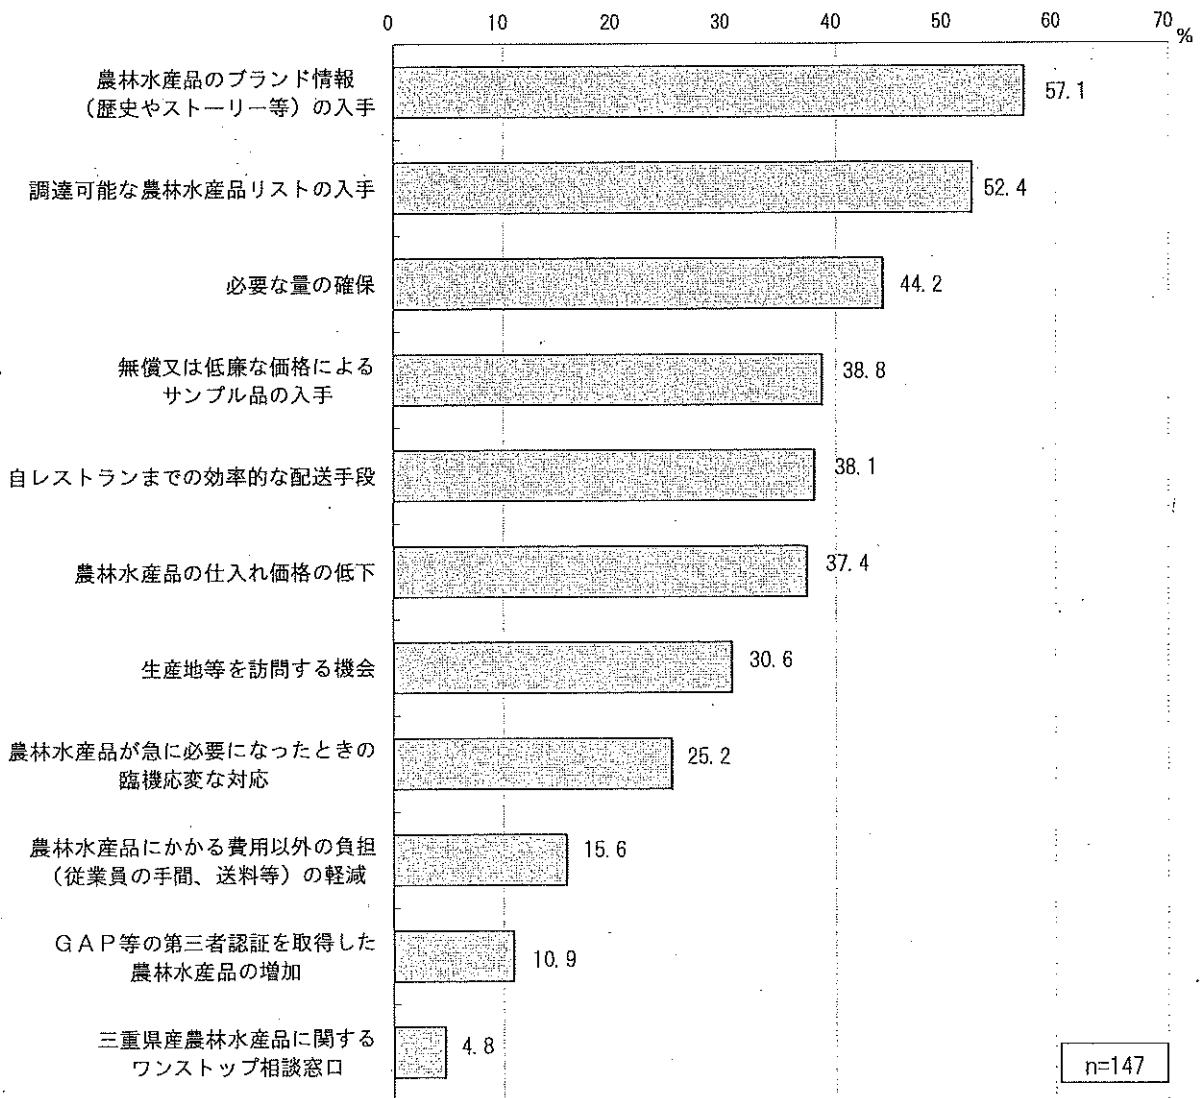 0 10 20 30 40 50 60 70
%
農林水産品のブランド情報
(歴史やストーリー等)の入手
57.1
調達可能な農林水産品リストの入手
52.4
必要な量の確保
44.2
無償又は低廉な価格による
サンプル品の入手
38.8
自レストランまでの効率的な配送手段
38.1
農林水産品の仕入れ価格の低下
37.4
生産地等を訪問する機会
30.6
農林水産品が急に必要になったときの
臨機応変な対応
25.2
農林水産品にかかる費用以外の負担
(従業員の手間、送料等)の軽減
15.6
GAP等の第三者認証を取得した
農林水産品の増加
10.9
三重県産農林水産品に関する
ワンストップ相談窓口
4.8
n=147